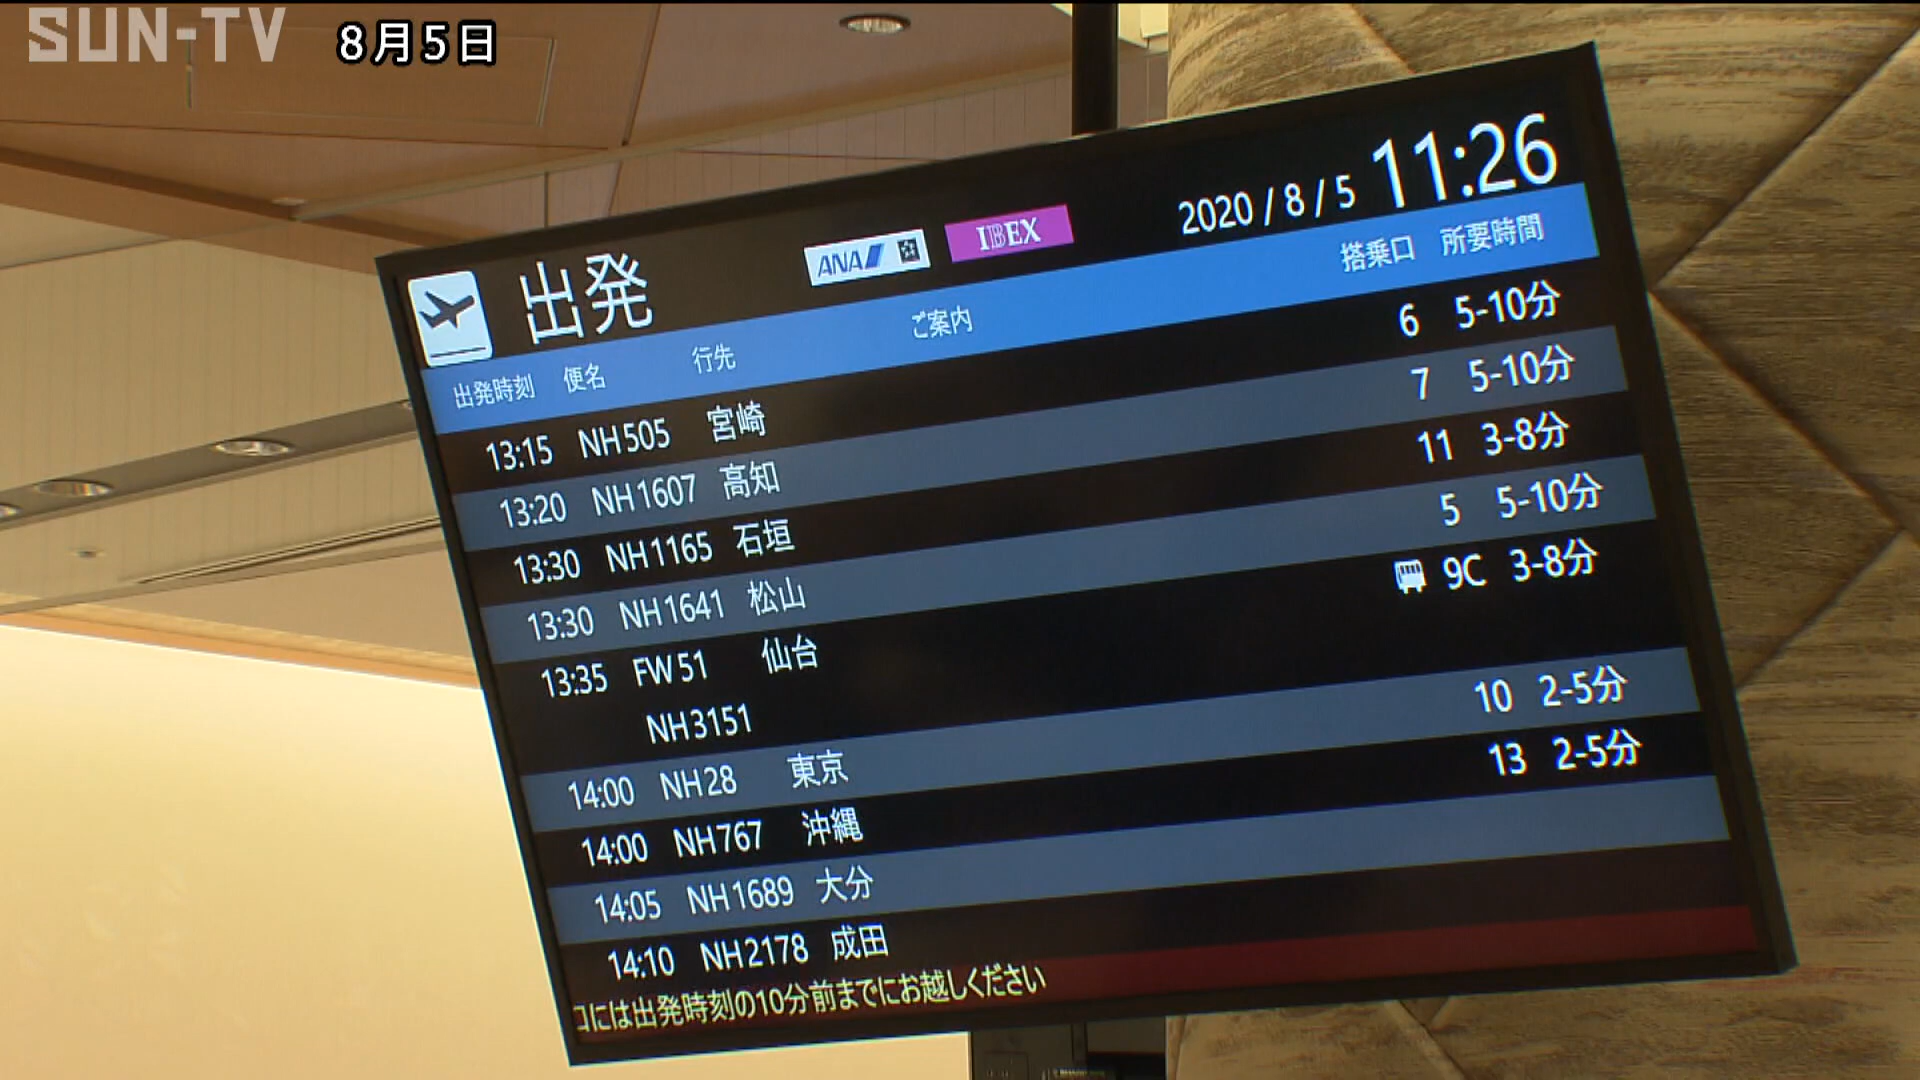 SUN-TV 8月5日
出発 ANA IBEX 2020 / 8 / 5 11:26
出発時刻 便名 行先 ご案内 搭乗口 所要時間
13:15 NH505 宮崎 6 5-10分
13:20 NH1607 高知 7 5-10分
13:30 NH1165 石垣 11 3-8分
13:30 NH1641 松山 5 5-10分
13:35 FW51 仙台 9C 3-8分
NH3151
14:00 NH28 東京 10 2-5分
14:00 NH767 沖縄 13 2-5分
14:05 NH1689 大分
14:10 NH2178 成田
口には出発時刻の10分前までにお越しください